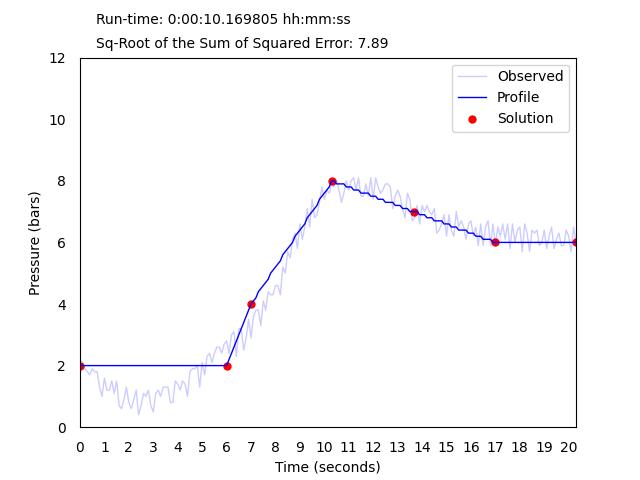 Run-time: 0:00:10.169805 hh:mm:ss
Sq-Root of the Sum of Squared Error: 7.89
12
10
8
6
4
2
0
Pressure (bars)
Observed
Profile
Solution
0 1 2 3 4 5 6 7 8 9 10 11 12 13 14 15 16 17 18 19 20
Time (seconds)